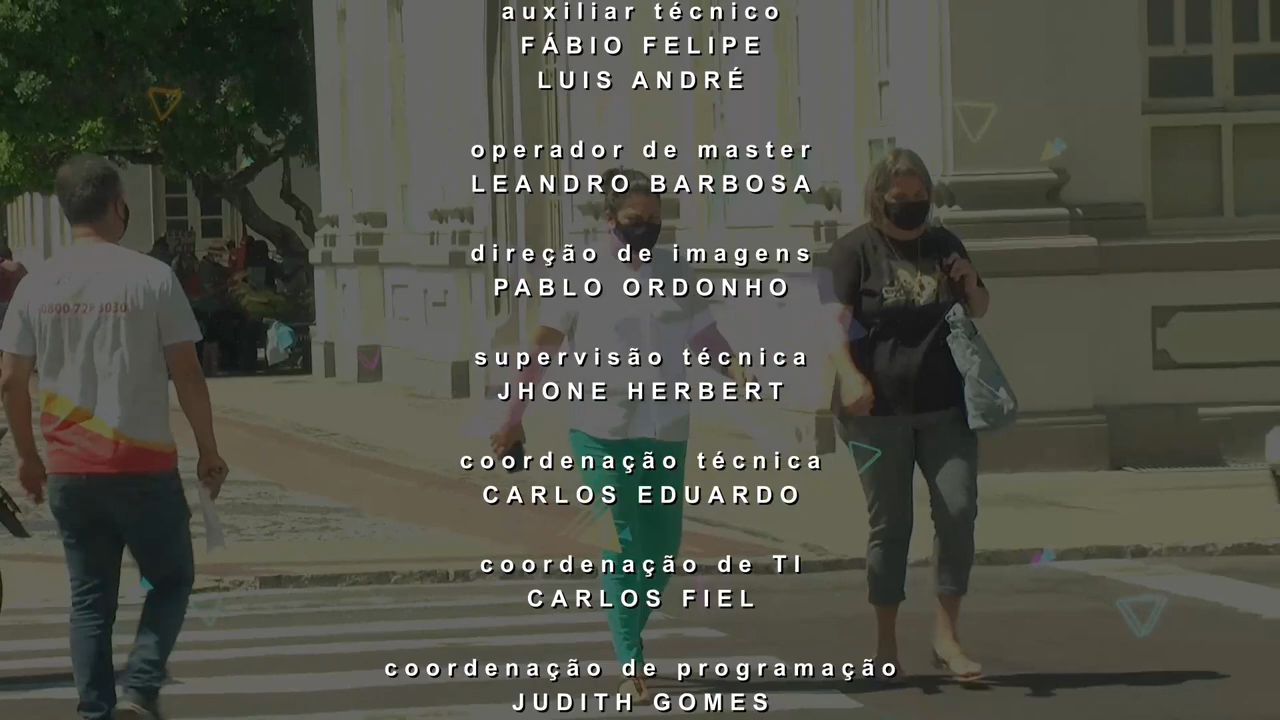 auxiliar técnico
FÁBIO FELIPE
LUIS ANDRÉ
operador de master
LEANDRO BARBOSA
direção de imagens
PABLO ORDONHO
supervisão técnica
JHONE HERBERT
coordenação técnica
CARLOS EDUARDO
coordenação de TI
CARLOS FIEL
coordenação de programação
JUDITH GOMES